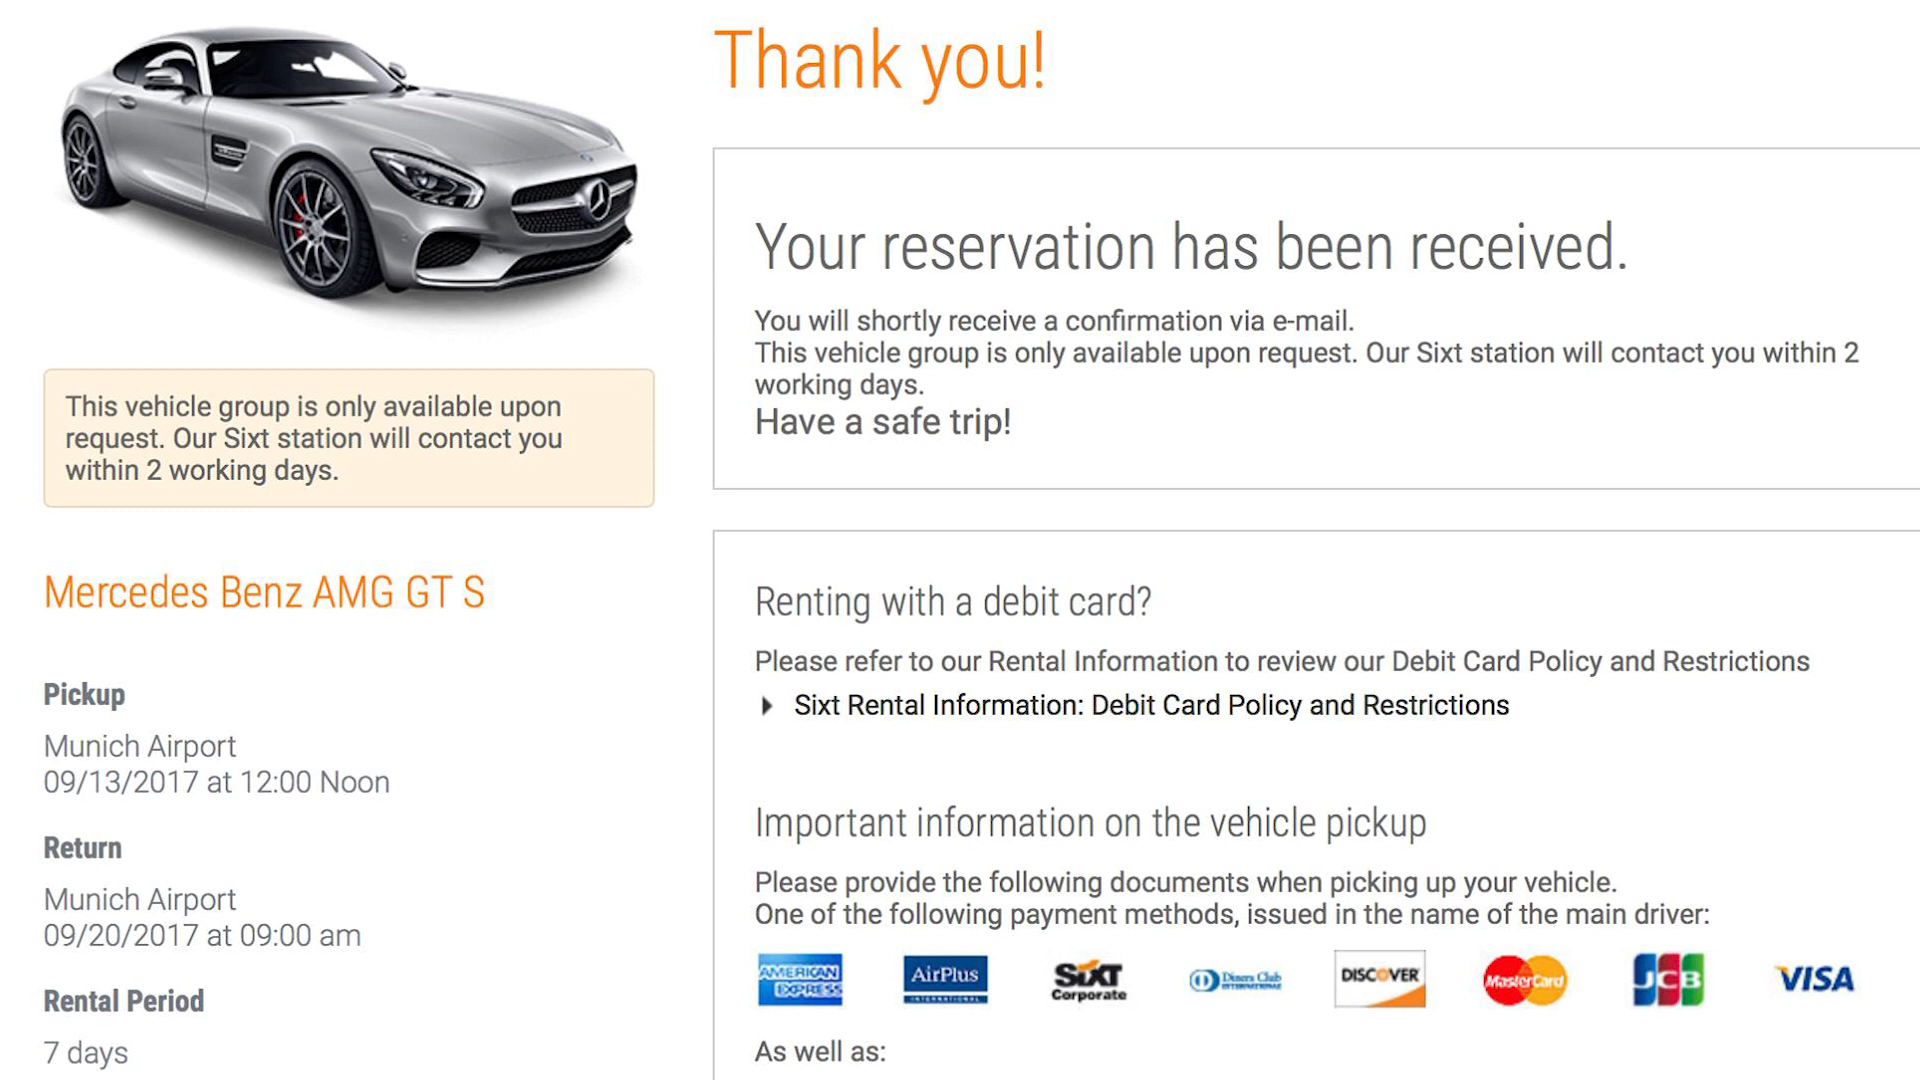 Thank you!
Your reservation has been received.
You will shortly receive a confirmation via e-mail.
This vehicle group is only available upon request. Our Sixt station will contact you within 2
working days.
Have a safe trip!
This vehicle group is only available upon
request. Our Sixt station will contact you
within 2 working days.
Mercedes Benz AMG GT S
Pickup
Munich Airport
09/13/2017 at 12:00 Noon
Return
Munich Airport
09/20/2017 at 09:00 am
Rental Period
7 days
Renting with a debit card?
Please refer to our Rental Information to review our Debit Card Policy and Restrictions
Sixt Rental Information: Debit Card Policy and Restrictions
Important information on the vehicle pickup
Please provide the following documents when picking up your vehicle.
One of the following payment methods, issued in the name of the main driver:
AMERICAN EXPRESS
AirPlus INTERNATIONAL
SIXT Corporate
Diners Club INTERNATIONAL
DISCOVER
MasterCard
JCB
VISA
As well as: